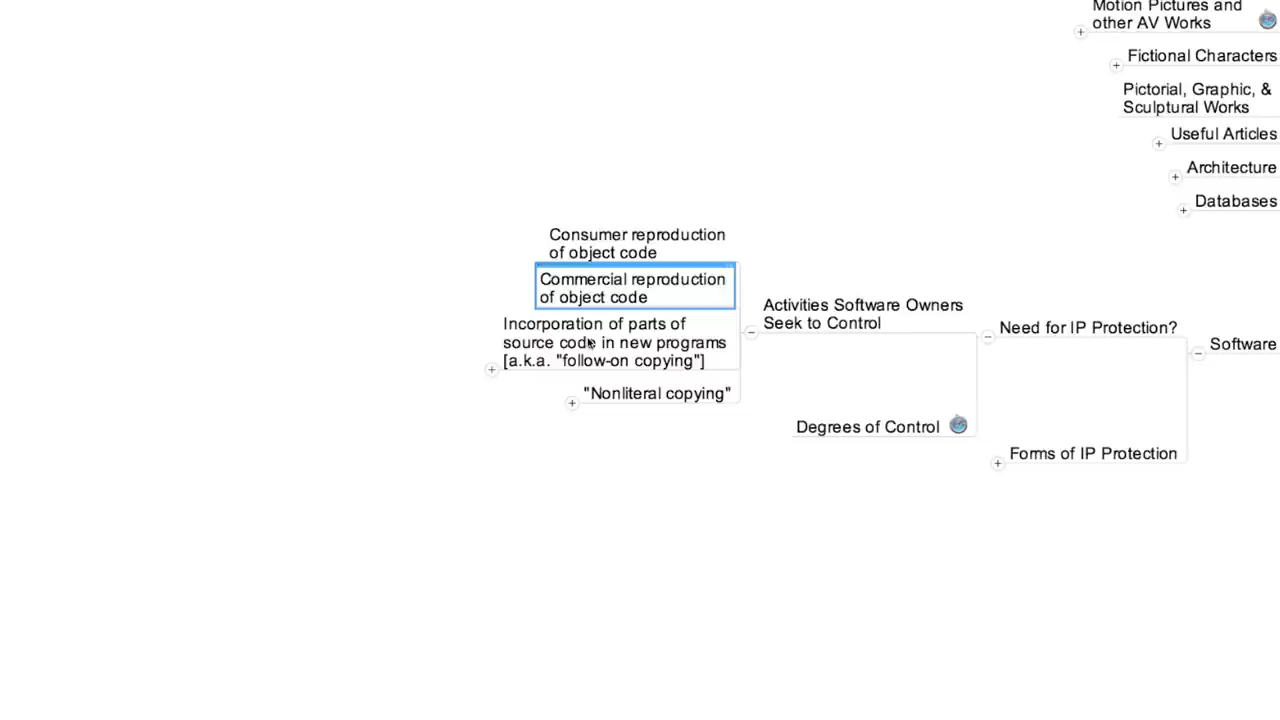 Motion Pictures and
other AV Works
Fictional Characters
Pictorial, Graphic, &
Sculptural Works
Useful Articles
Architecture
Databases
Consumer reproduction
of object code
Commercial reproduction
of object code
Incorporation of parts of
source code in new programs
[a.k.a. "follow-on copying"]
"Nonliteral copying"
Activities Software Owners
Seek to Control
Degrees of Control
Need for IP Protection?
Forms of IP Protection
Software